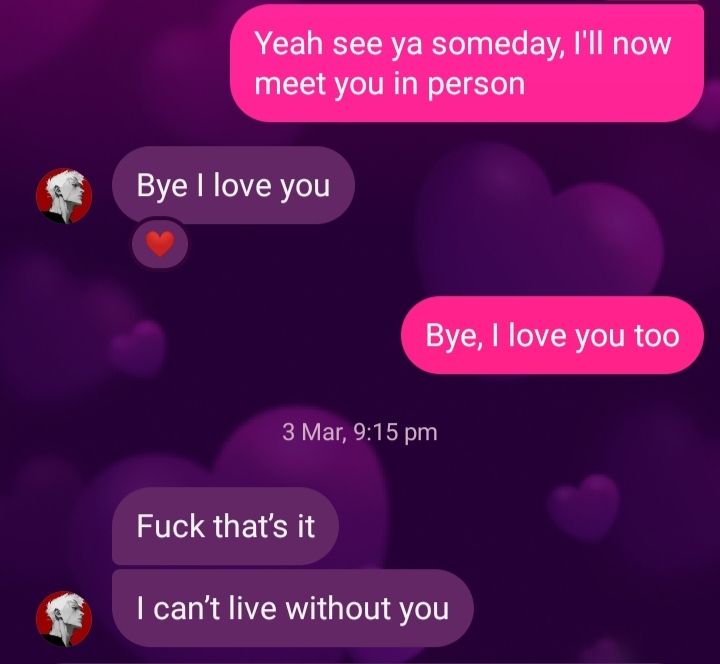 Yeah see ya someday, I'll now
meet you in person
Bye I love you
Bye, I love you too
3 Mar, 9:15 pm
Fuck that’s it
I can’t live without you